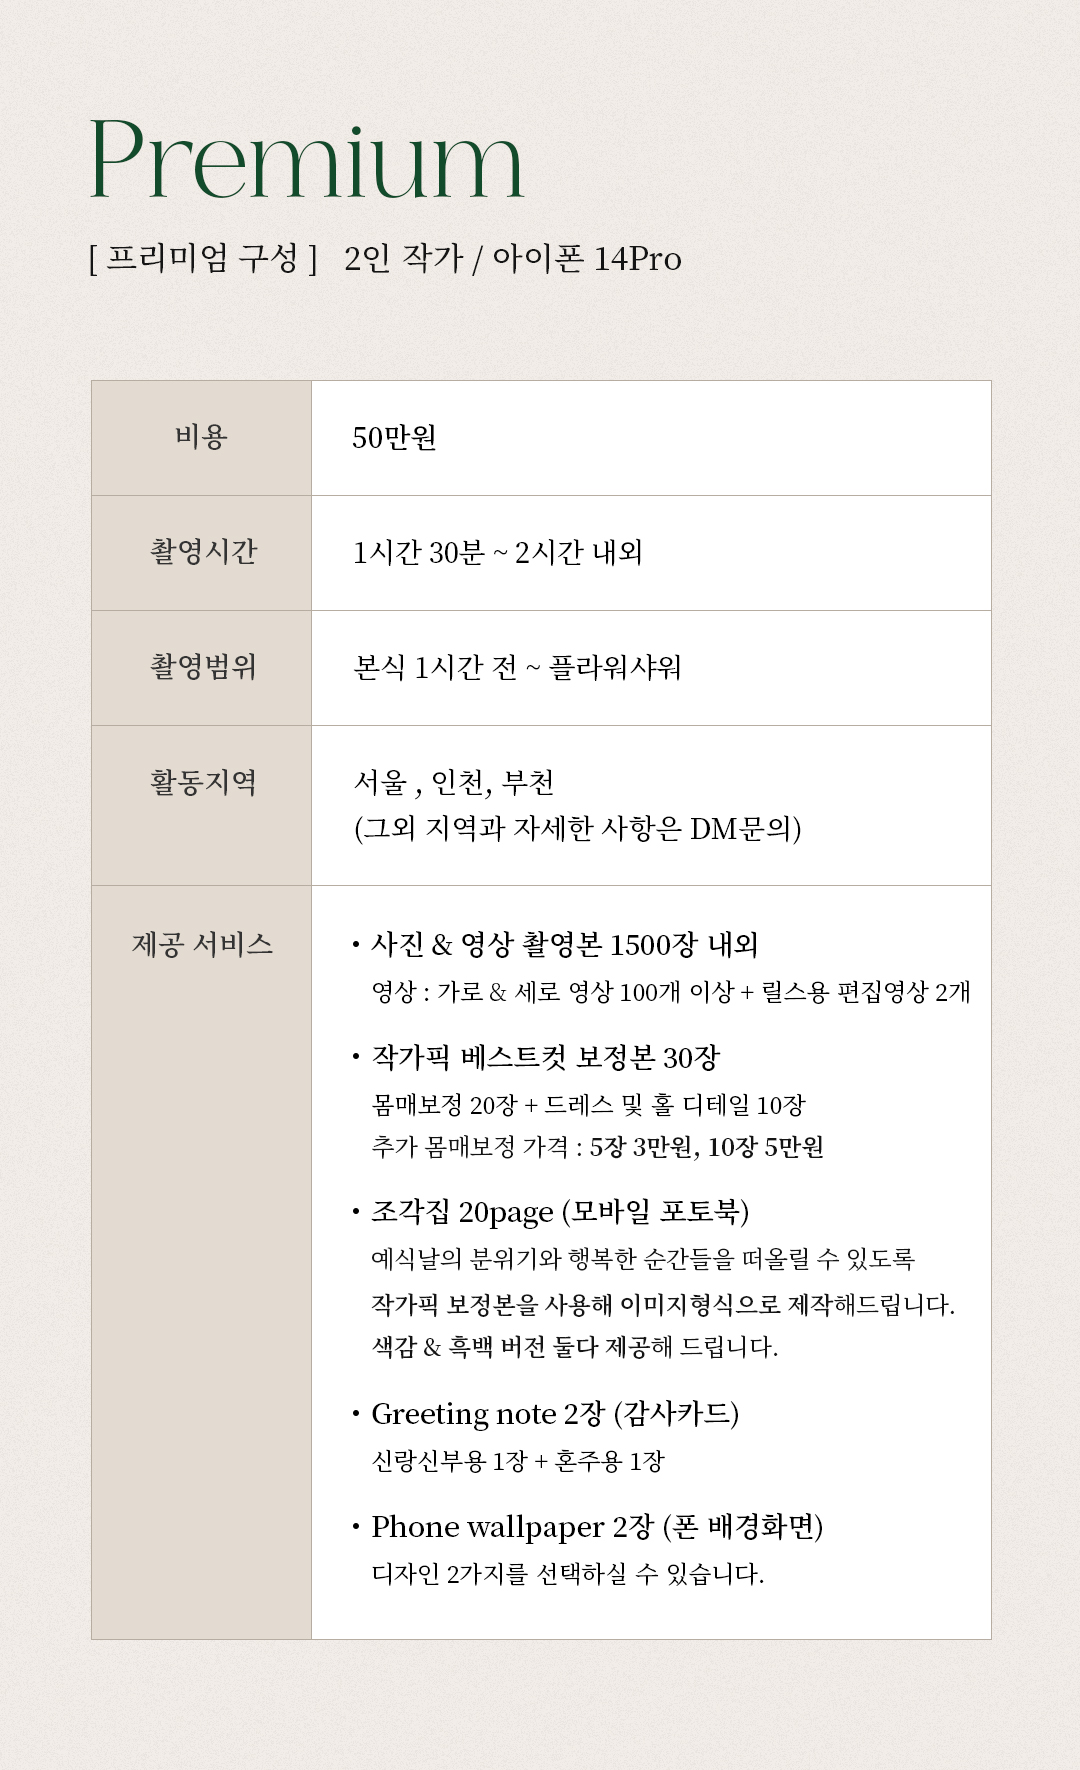 Premium
[ 프리미엄 구성 ] 2인 작가 / 아이폰 14Pro
비용
50만원
촬영시간
1시간 30분 ~ 2시간 내외
촬영범위
본식 1시간 전 ~ 플라워샤워
활동지역
서울 , 인천, 부천
(그외 지역과 자세한 사항은 DM문의)
제공 서비스
• 사진 & 영상 촬영본 1500장 내외
영상 : 가로 & 세로 영상 100개 이상 + 릴스용 편집영상 2개
• 작가픽 베스트컷 보정본 30장
몸매보정 20장 + 드레스 및 홀 디테일 10장
추가 몸매보정 가격 : 5장 3만원, 10장 5만원
• 조각집 20page (모바일 포토북)
예식날의 분위기와 행복한 순간들을 떠올릴 수 있도록
작가픽 보정본을 사용해 이미지형식으로 제작해드립니다.
색감 & 흑백 버전 둘다 제공해 드립니다.
• Greeting note 2장 (감사카드)
신랑신부용 1장 + 혼주용 1장
• Phone wallpaper 2장 (폰 배경화면)
디자인 2가지를 선택하실 수 있습니다.